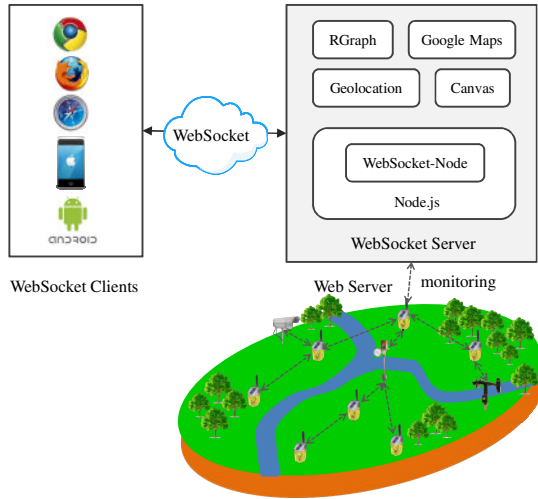 RGraph
Google Maps
Geolocation
Canvas
WebSocket
WebSocket-Node
Node.js
WebSocket Server
ANDROID
WebSocket Clients
Web Server
monitoring